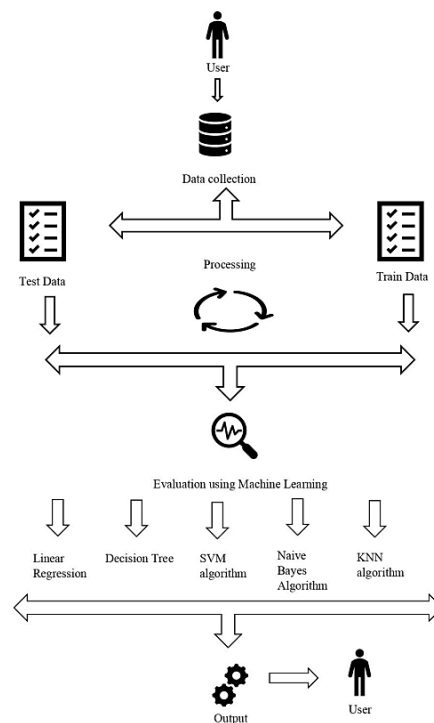 User
Data collection
Processing
Test Data
Train Data
Evaluation using Machine Learning
Linear
Regression
Decision Tree
SVM
algorithm
Naive
Bayes
Algorithm
KNN
algorithm
Output
User